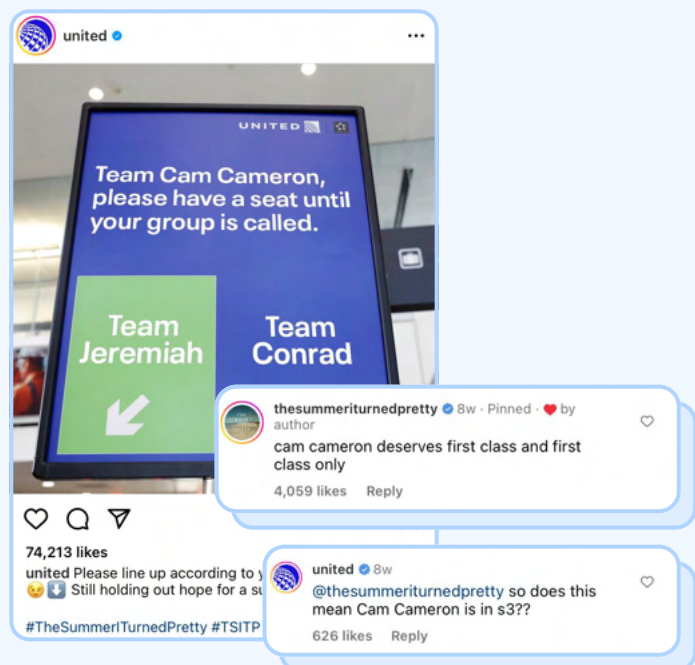 united
UNITED
Team Cam Cameron,
please have a seat until
your group is called.
Team
Jeremiah
Team
Conrad
thesummeriturnedpretty 8w · Pinned · ❤️ by
author
cam cameron deserves first class and first
class only
4,059 likes Reply
74,213 likes
united Please line up according to
😉⬇️ Still holding out hope for a
#TheSummerITurnedPretty #TSITP
united 8w
@thesummeriturnedpretty so does this
mean Cam Cameron is in s3??
626 likes Reply